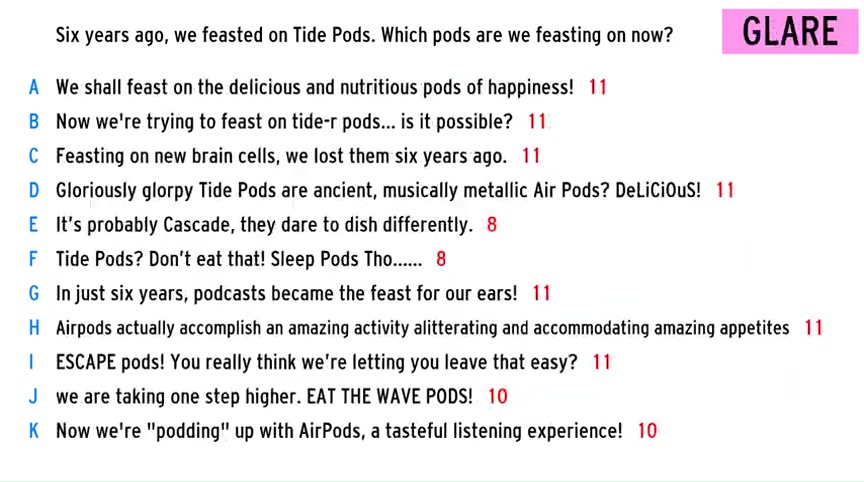 Six years ago, we feasted on Tide Pods. Which pods are we feasting on now?
GLARE
A We shall feast on the delicious and nutritious pods of happiness! 11
B Now we're trying to feast on tide-r pods... is it possible? 11
C Feasting on new brain cells, we lost them six years ago. 11
D Gloriously glorpy Tide Pods are ancient, musically metallic Air Pods? DeLiCiOuS! 11
E It's probably Cascade, they dare to dish differently. 8
F Tide Pods? Don't eat that! Sleep Pods Tho...... 8
G In just six years, podcasts became the feast for our ears! 11
H Airpods actually accomplish an amazing activity alitterating and accommodating amazing appetites 11
I ESCAPE pods! You really think we're letting you leave that easy? 11
J we are taking one step higher. EAT THE WAVE PODS! 10
K Now we're "podding" up with AirPods, a tasteful listening experience! 10